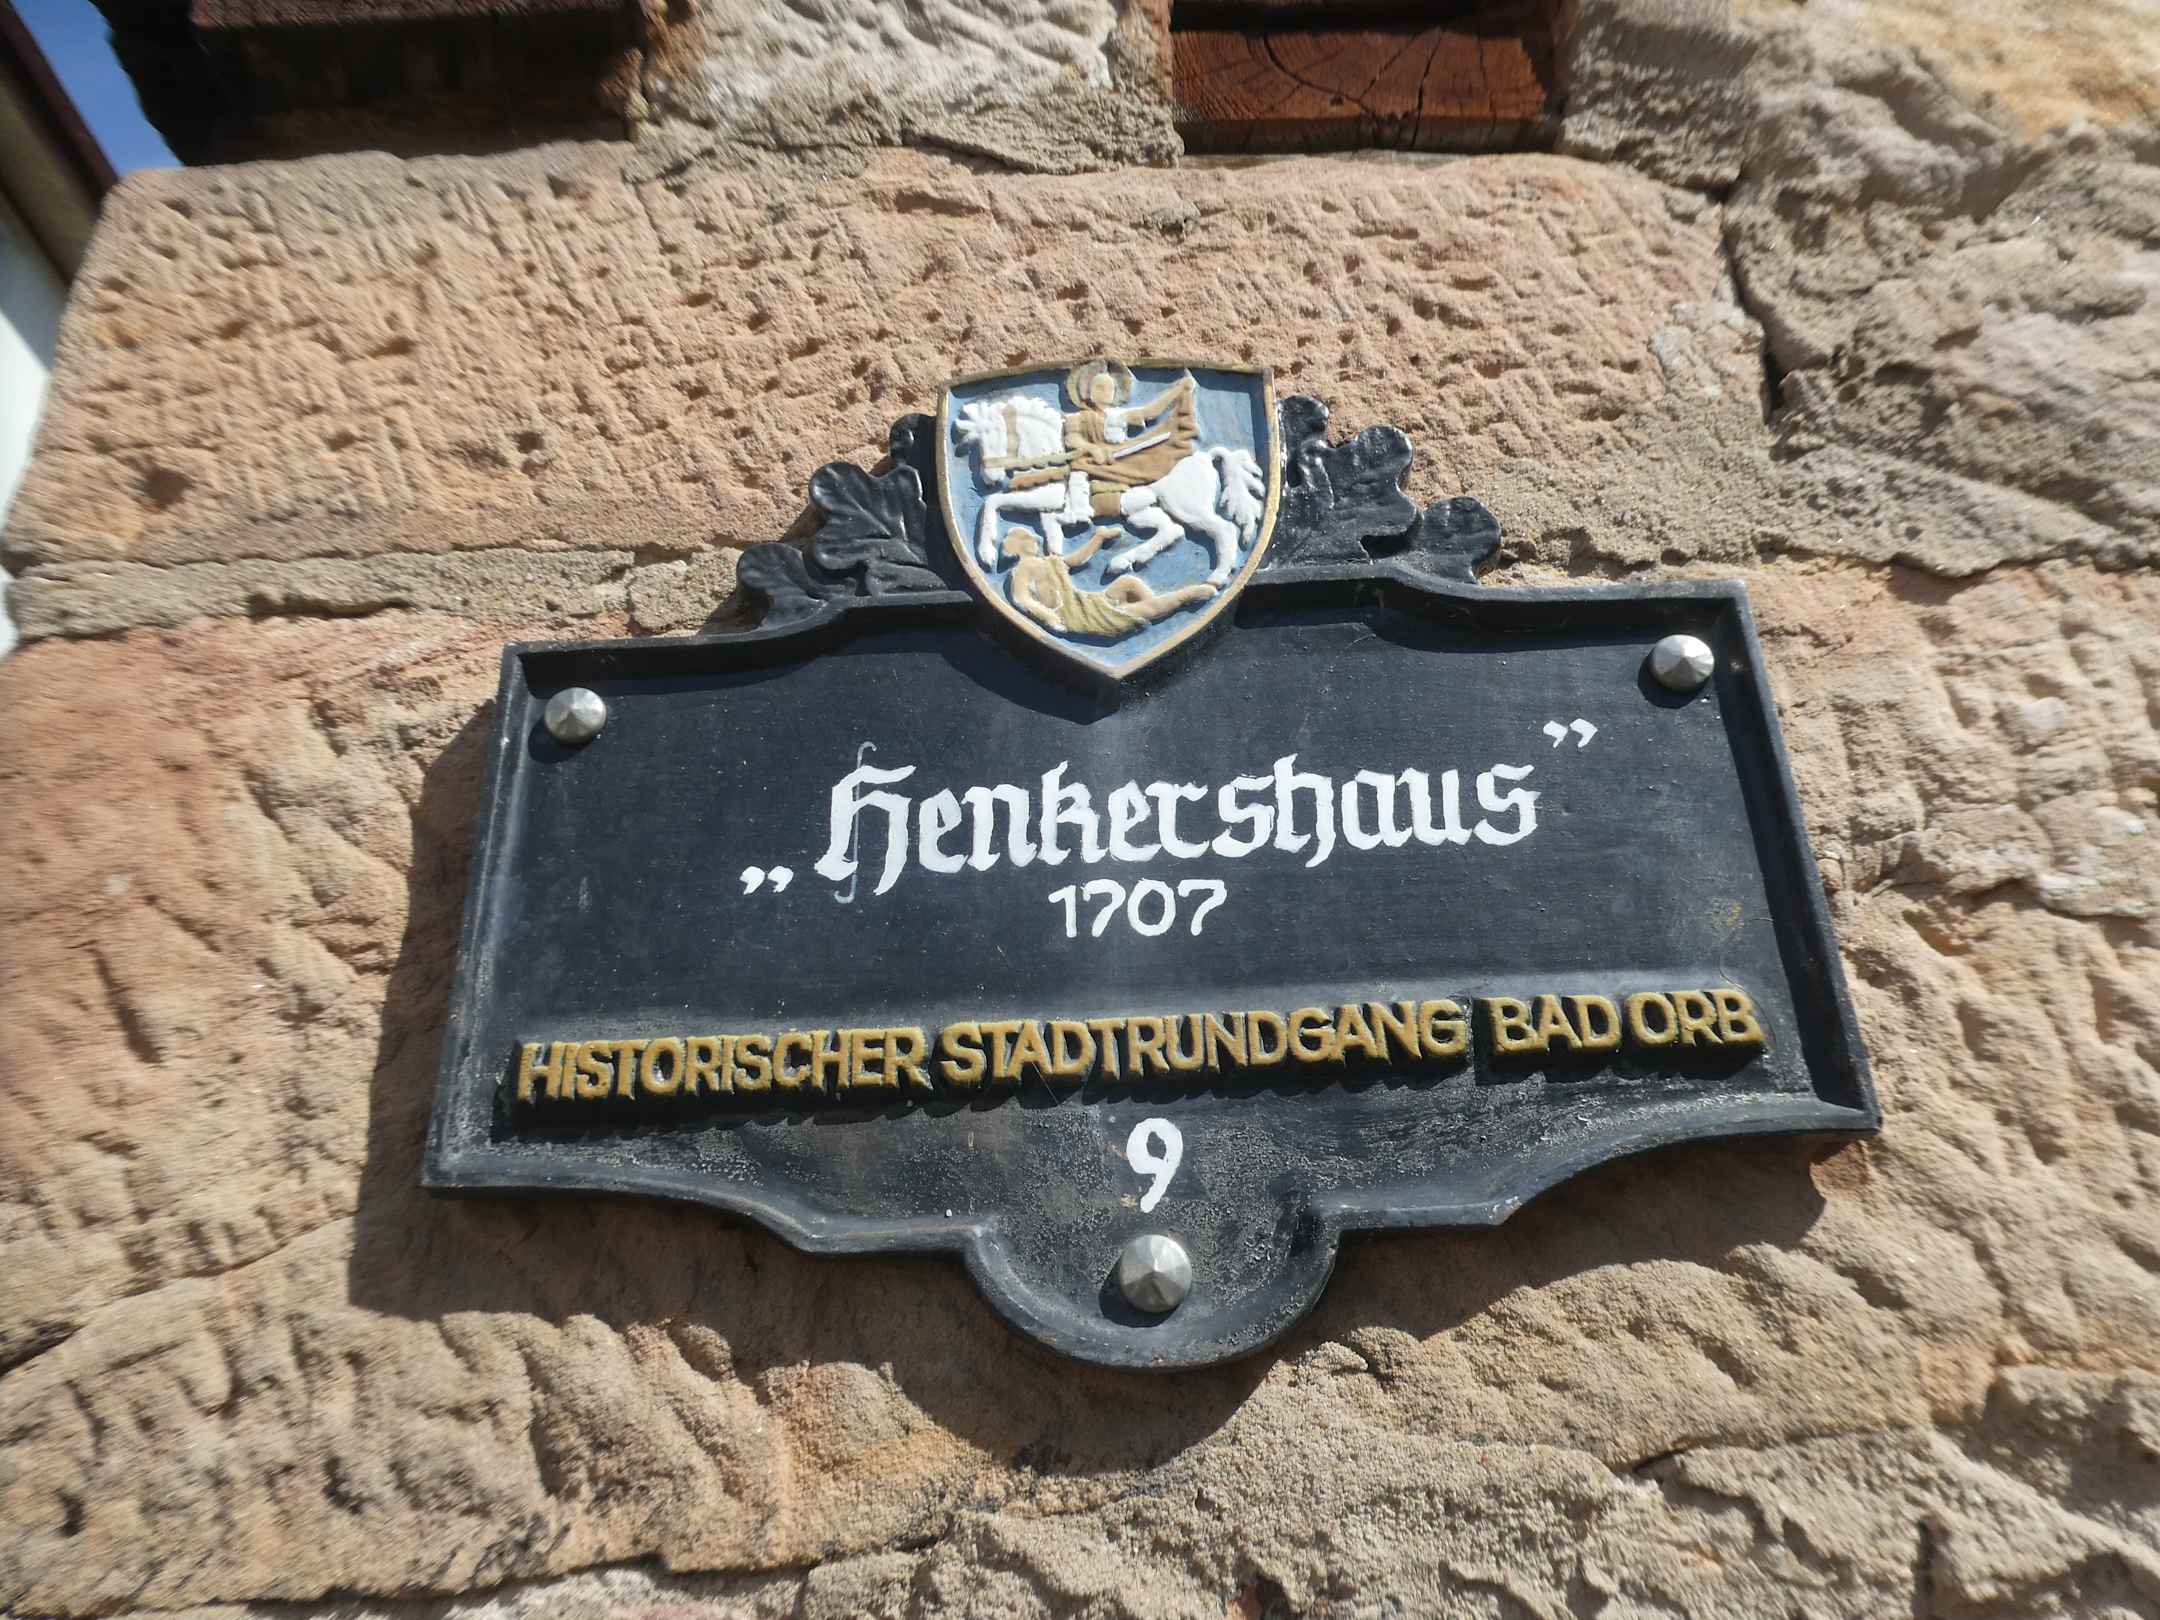 „Henkershaus”
1707
HISTORISCHER STADTRUNDGANG BAD ORB
9